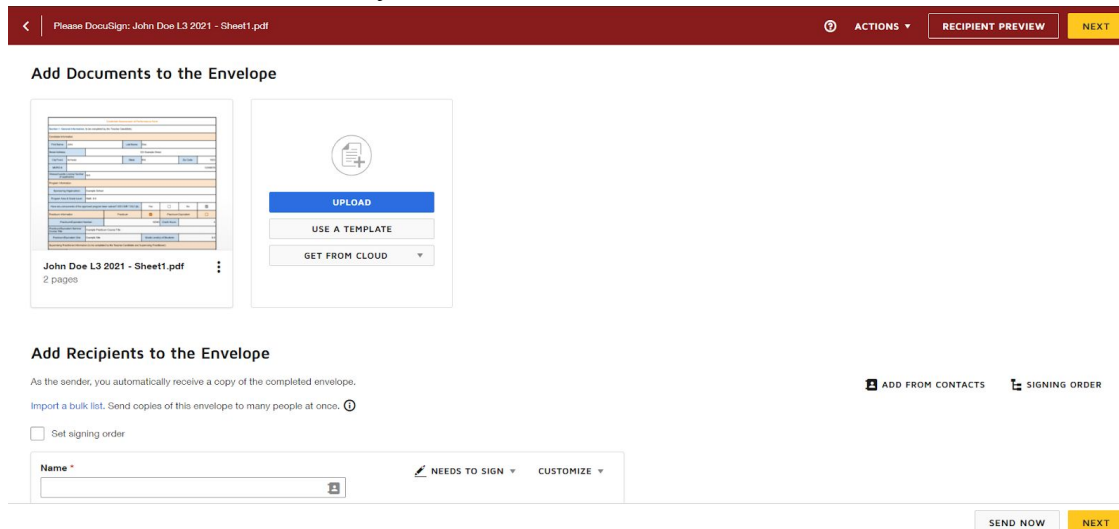 Please DocuSign: John Doe L3 2021 - Sheet1.pdf
ACTIONS
RECIPIENT PREVIEW
NEXT
Add Documents to the Envelope
UPLOAD
USE A TEMPLATE
GET FROM CLOUD
John Doe L3 2021 - Sheet1.pdf
2 pages
Add Recipients to the Envelope
As the sender, you automatically receive a copy of the completed envelope.
ADD FROM CONTACTS
SIGNING ORDER
Import a bulk list. Send copies of this envelope to many people at once.
Set signing order
Name *
NEEDS TO SIGN
CUSTOMIZE
SEND NOW
NEXT